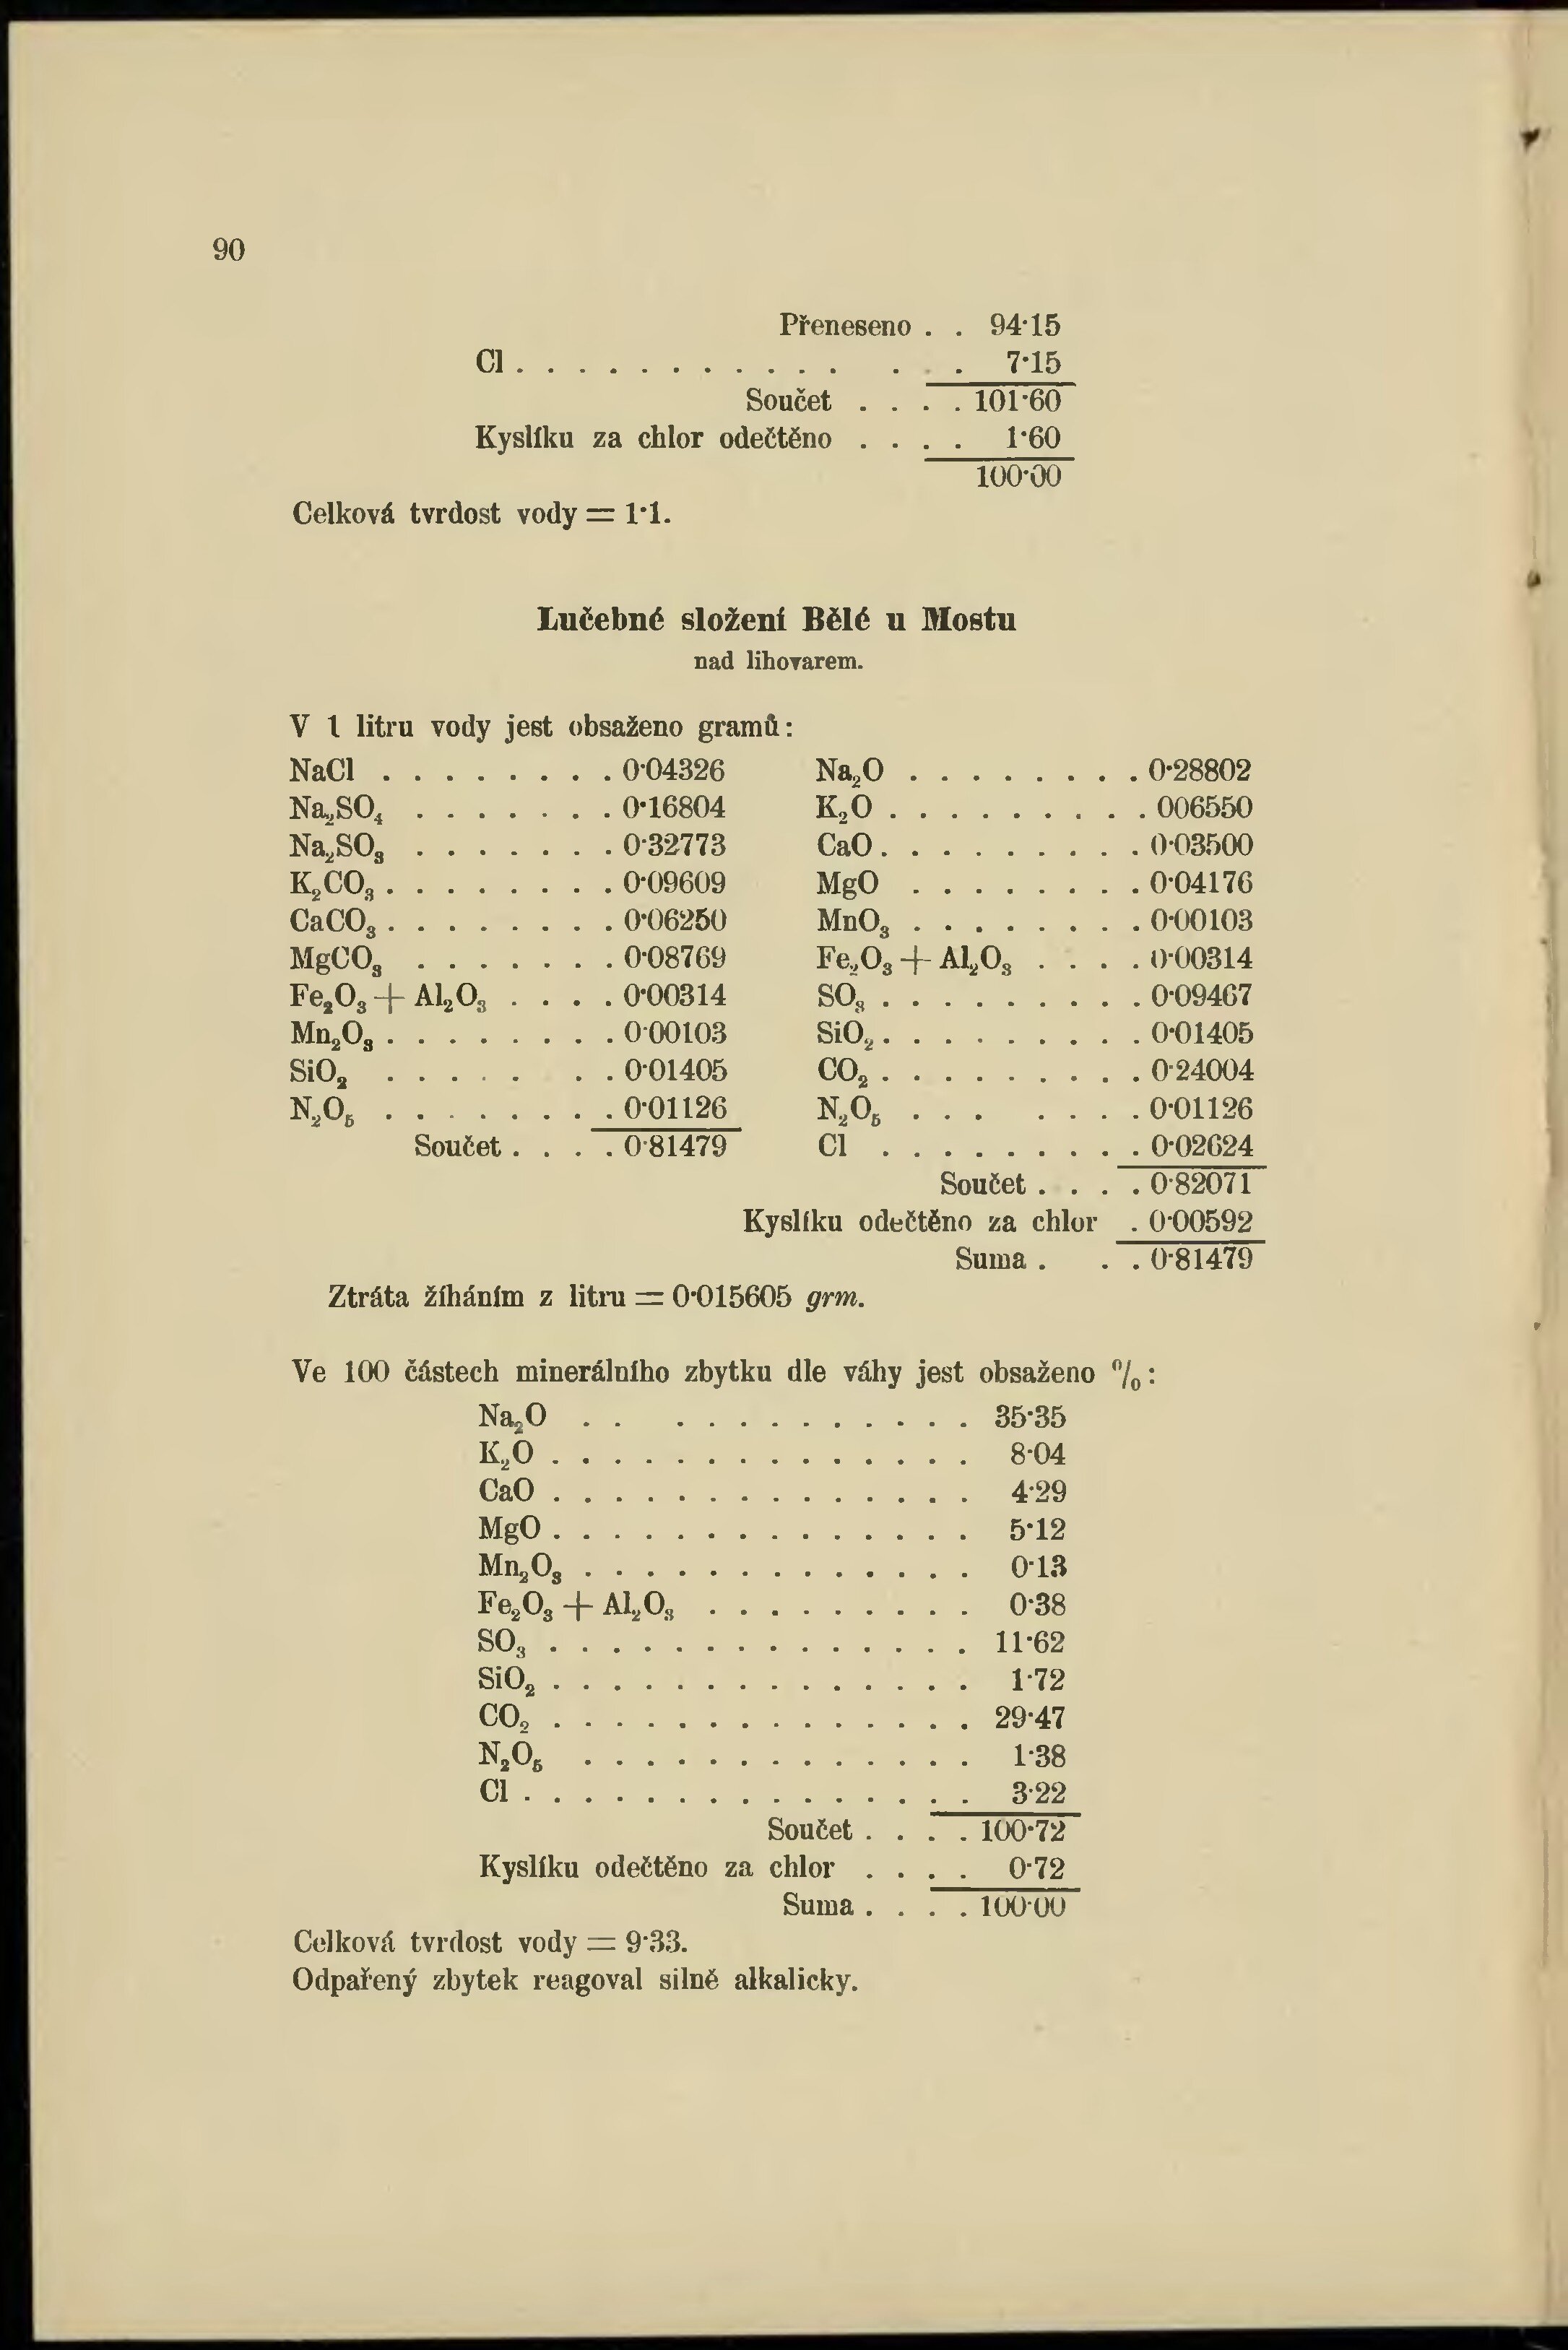 90
Přeneseno . . 94·15
Cl . . . . . . . . . . . . . . 7·15
Součet . . . . 101·60
Kyslíku za chlor odečtěno . . . . 1·60
100·00
Celková tvrdost vody = 1·1.
Lučebné složení Bělé u Mostu
nad lihovarem.
V 1 litru vody jest obsaženo gramů:
NaCl . . . . . . . . 0·04326
Na₂SO₄ . . . . . . . 0·16804
Na₂SO₃ . . . . . . . 0·32773
K₂CO₃ . . . . . . . . 0·09609
CaCO₃ . . . . . . . . 0·06250
MgCO₃ . . . . . . . 0·08769
Fe₂O₃ + Al₂O₃ . . . . 0·00314
Mn₂O₃ . . . . . . . . 0·00103
SiO₂ . . . . . . . 0·01405
N₂O₅ . . . . . . . . 0·01126
Součet . . . . 0·81479
Na₂O . . . . . . . . 0·28802
K₂O . . . . . . . . . 006550
CaO . . . . . . . . . 0·03500
MgO . . . . . . . . 0·04176
MnO₃ . . . . . . . . 0·00103
Fe₂O₃ + Al₂O₃ . . . . 0·00314
SO₃ . . . . . . . . . 0·09467
SiO₂ . . . . . . . . . 0·01405
CO₂ . . . . . . . . . 0·24004
N₂O₅ . . . . . . . 0·01126
Cl . . . . . . . . . 0·02624
Součet . . . . 0·82071
Kyslíku odečtěno za chlor . 0·00592
Suma . . . 0·81479
Ztráta žíháním z litru = 0·015605 grm.
Ve 100 částech minerálního zbytku dle váhy jest obsaženo %:
Na₂O . . . . . . . . . . . . 35·35
K₂O . . . . . . . . . . . . . . 8·04
CaO . . . . . . . . . . . . . . 4·29
MgO . . . . . . . . . . . . . . 5·12
Mn₂O₃ . . . . . . . . . . . . . 0·13
Fe₂O₃ + Al₂O₃ . . . . . . . . . 0·38
SO₃ . . . . . . . . . . . . . . 11·62
SiO₂ . . . . . . . . . . . . . . 1·72
CO₂ . . . . . . . . . . . . . . 29·47
N₂O₅ . . . . . . . . . . . . . 1·38
Cl . . . . . . . . . . . . . . . 3·22
Součet . . . . 100·72
Kyslíku odečtěno za chlor . . . . 0·72
Suma . . . . 100·00
Celková tvrdost vody = 9·33.
Odpařený zbytek reagoval silně alkalicky.